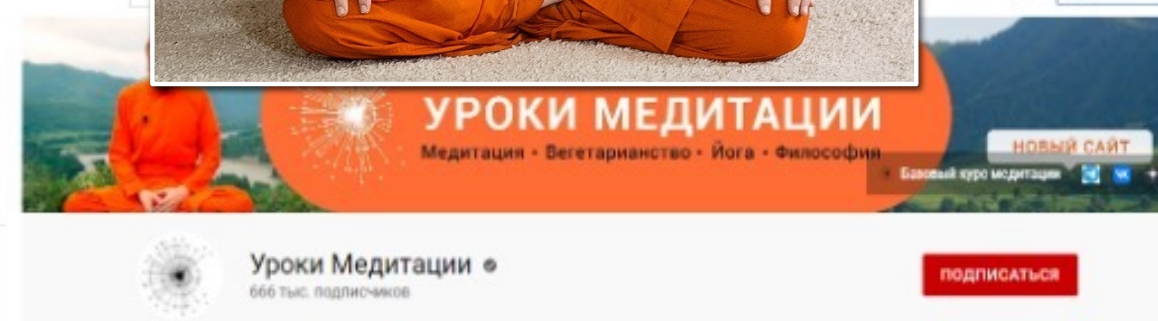 УРОКИ МЕДИТАЦИИ
Медитация • Вегетарианство • Йога • Философия
НОВЫЙ САЙТ
Базовый курс медитации
Уроки Медитации
666 тыс. подписчиков
ПОДПИСАТЬСЯ